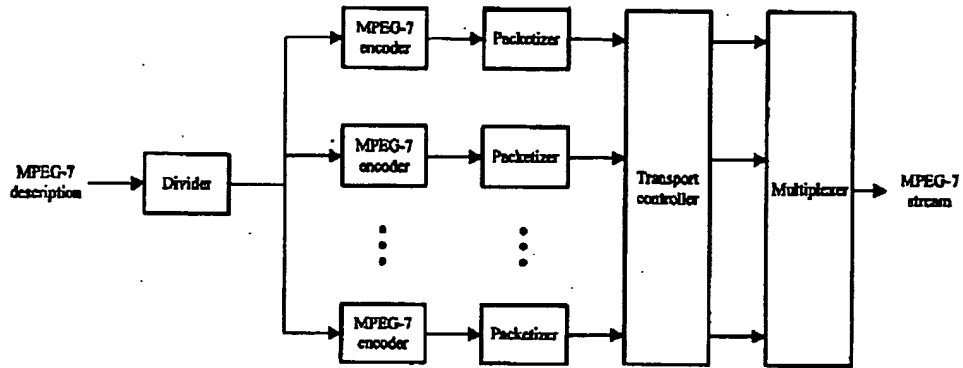 MPEG-7
description
Divider
MPEG-7
encoder
Packetizer
MPEG-7
encoder
Packetizer
MPEG-7
encoder
Packetizer
Transport
controller
Multiplexer
MPEG-7
stream